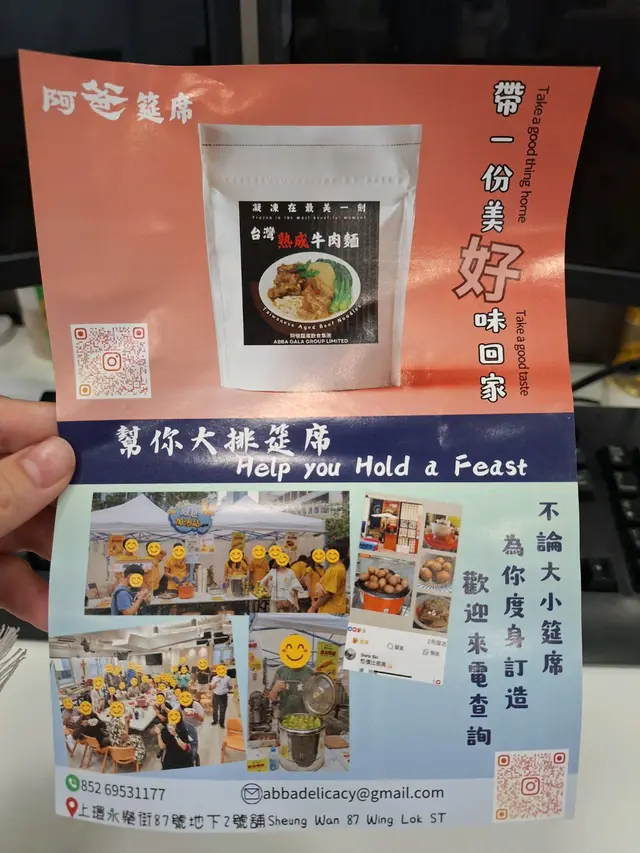 阿爸筵席
帶一份美好味回家
Take a good thing home
Take a good taste
凝凍在最美一刻
Frozen in the most beautiful moment
台灣熟成牛肉麵
Taiwanese Aged Beef Noodles
ABBA GALA GROUP LIMITED
幫你大排筵席
Help you Hold a Feast
不論大小筵席
為你度身訂造
歡迎來電查詢
852 69531177
abbadelicacy@gmail.com
上環永樂街87號地下2號舖 Sheung Wan 87 Wing Lok ST